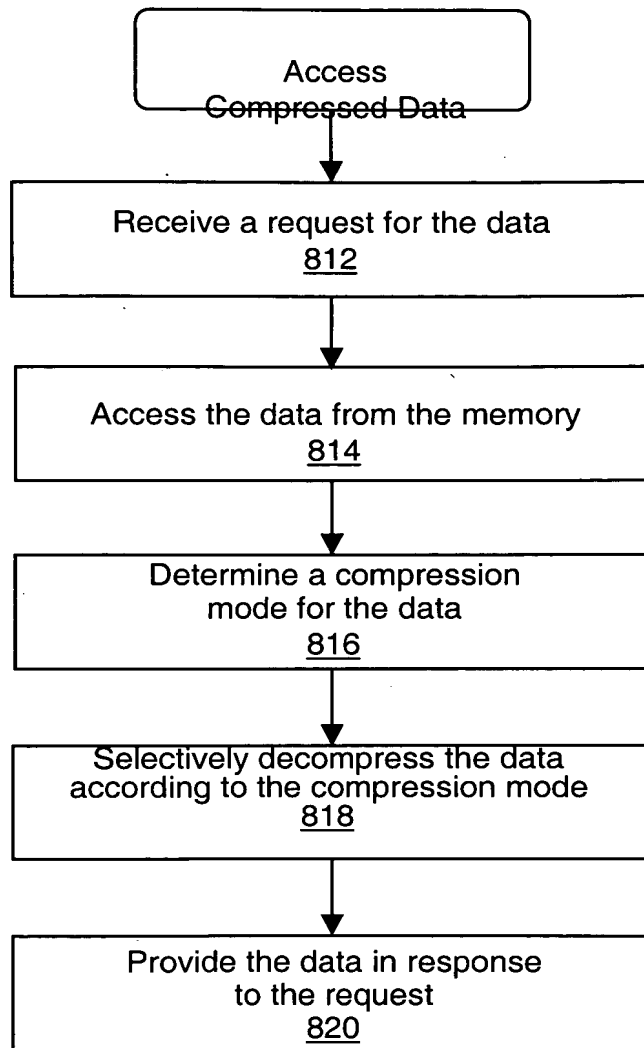 Access
Compressed Data
Receive a request for the data
812
Access the data from the memory
814
Determine a compression
mode for the data
816
Selectively decompress the data
according to the compression mode
818
Provide the data in response
to the request
820